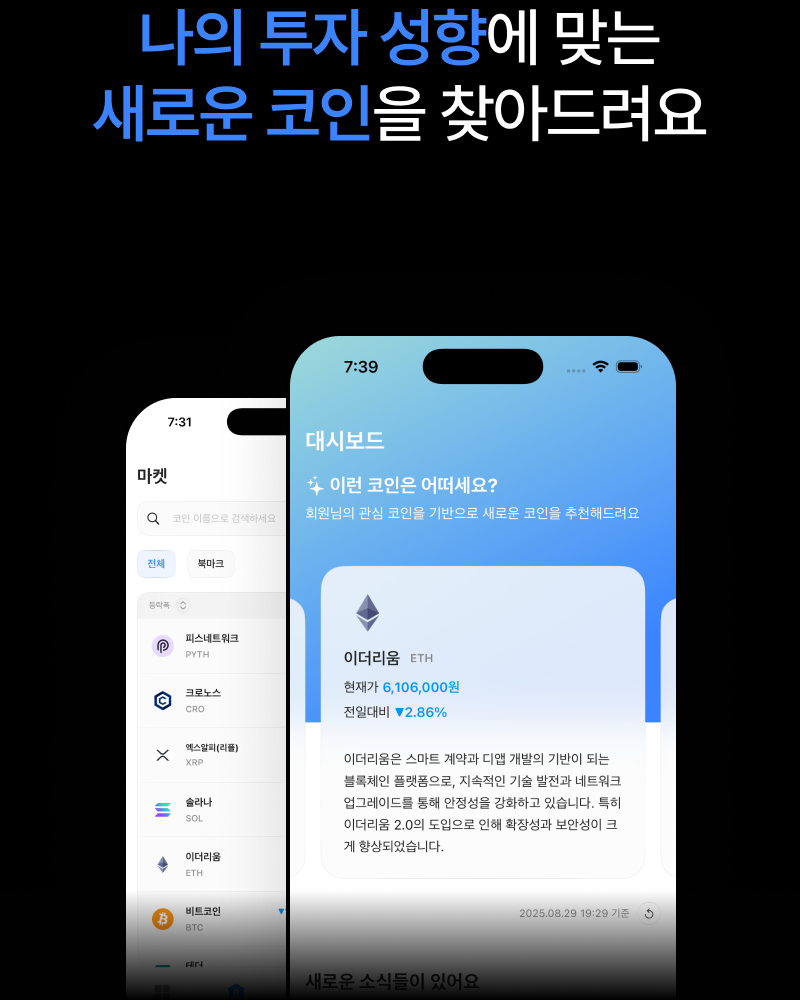 나의 투자 성향에 맞는
새로운 코인을 찾아드려요
7:31
마켓
코인 이름으로 검색하세요
전체
북마크
등락폭
피스네트워크
PYTH
크로노스
CRO
엑스알피(리플)
XRP
솔라나
SOL
이더리움
ETH
비트코인
BTC
▼
테더
7:39
대시보드
이런 코인은 어떠세요?
회원님의 관심 코인을 기반으로 새로운 코인을 추천해드려요
이더리움 ETH
현재가 6,106,000원
전일대비 ▼2.86%
이더리움은 스마트 계약과 디앱 개발의 기반이 되는
블록체인 플랫폼으로, 지속적인 기술 발전과 네트워크
업그레이드를 통해 안정성을 강화하고 있습니다. 특히
이더리움 2.0의 도입으로 인해 확장성과 보안성이 크
게 향상되었습니다.
2025.08.29 19:29 기준
새로운 소식들이 있어요